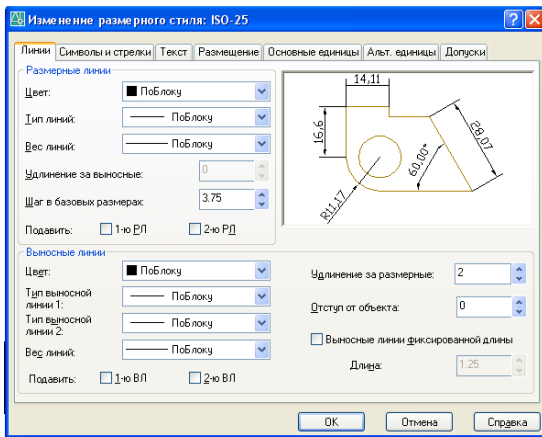 Изменение размерного стиля: ISO-25
Линии Символы и стрелки Текст Размещение Основные единицы Альт. единицы Допуски
Размерные линии
Цвет: ПоБлоку
Тип линий: ПоБлоку
Вес линий: ПоБлоку
Удлинение за выносные: 0
Шаг в базовых размерах: 3.75
Подавить: 1-ю РЛ 2-ю РЛ
14,11
16,6
28,07
60,00°
R11,17
Выносные линии
Цвет: ПоБлоку
Тип выносной линии 1: ПоБлоку
Тип выносной линии 2: ПоБлоку
Вес линий: ПоБлоку
Подавить: 1-ю ВЛ 2-ю ВЛ
Удлинение за размерные: 2
Отступ от объекта: 0
Выносные линии фиксированной длины
Длина: 1.25
ОК Отмена Справка